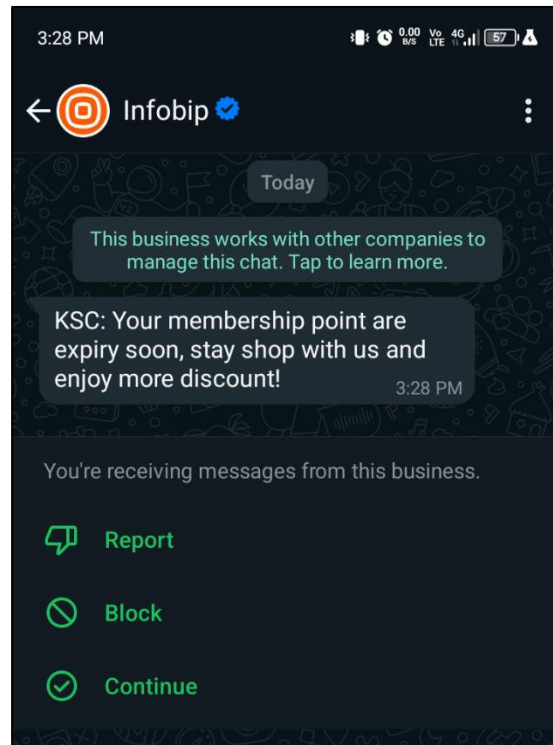 3:28 PM
0.00 B/S Vo LTE 4G 57
Infobip
Today
This business works with other companies to
manage this chat. Tap to learn more.
KSC: Your membership point are
expiry soon, stay shop with us and
enjoy more discount!
3:28 PM
You're receiving messages from this business.
Report
Block
Continue